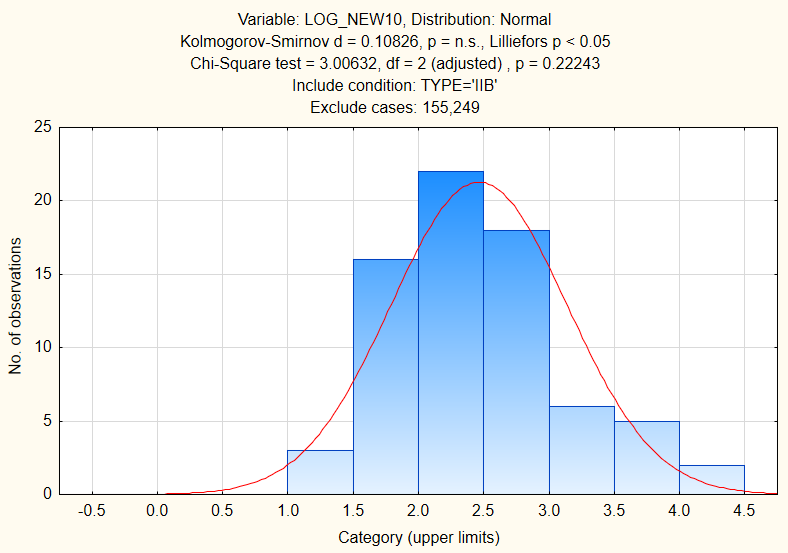 Variable: LOG_NEW10, Distribution: Normal
Kolmogorov-Smirnov d = 0.10826, p = n.s., Lilliefors p < 0.05
Chi-Square test = 3.00632, df = 2 (adjusted) , p = 0.22243
Include condition: TYPE='IIB'
Exclude cases: 155,249
25
20
15
10
5
0
No. of observations
-0.5 0.0 0.5 1.0 1.5 2.0 2.5 3.0 3.5 4.0 4.5
Category (upper limits)